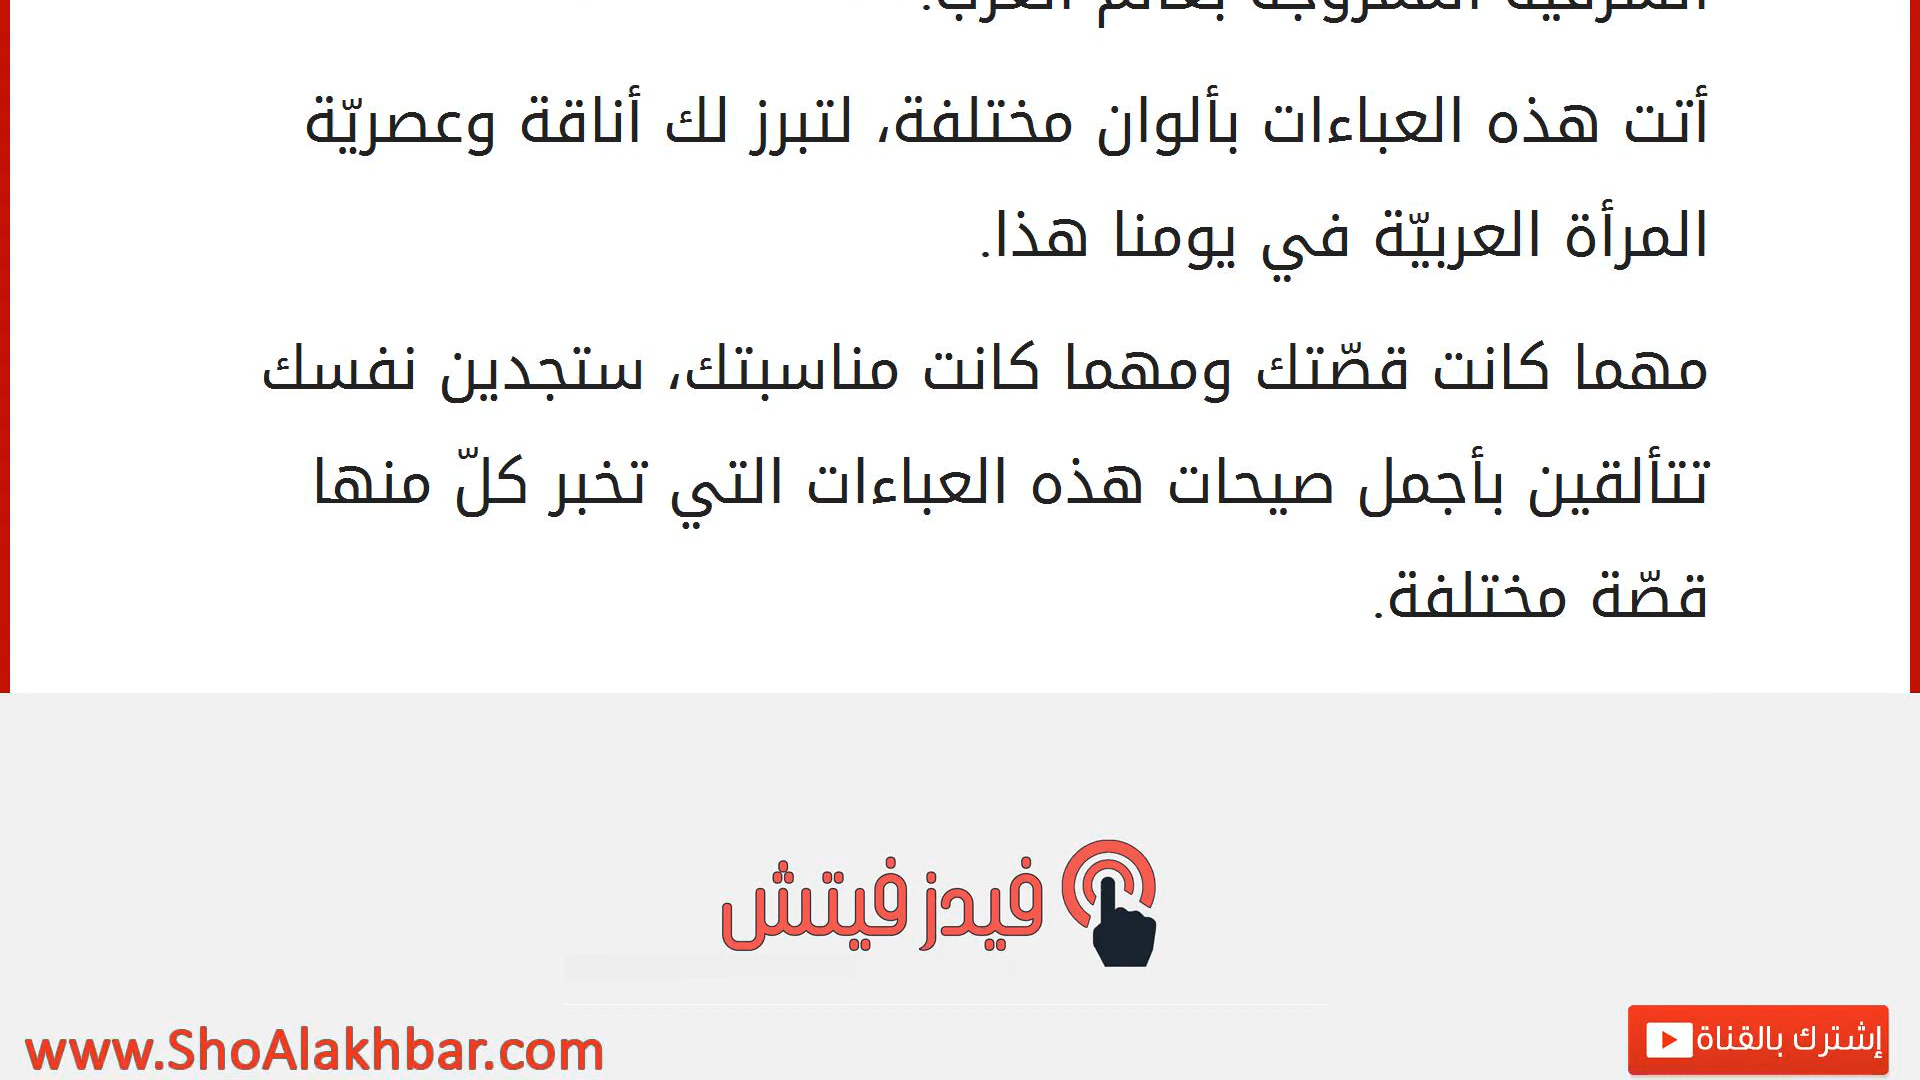 أتت هذه العباءات بألوان مختلفة، لتبرز لك أناقة وعصريّة
المرأة العربيّة في يومنا هذا.
مهما كانت قصّتك ومهما كانت مناسبتك، ستجدين نفسك
تتألقين بأجمل صيحات هذه العباءات التي تخبر كلّ منها
قصّة مختلفة.
فيدز فيتش
www.ShoAlakhbar.com
إشترك بالقناة